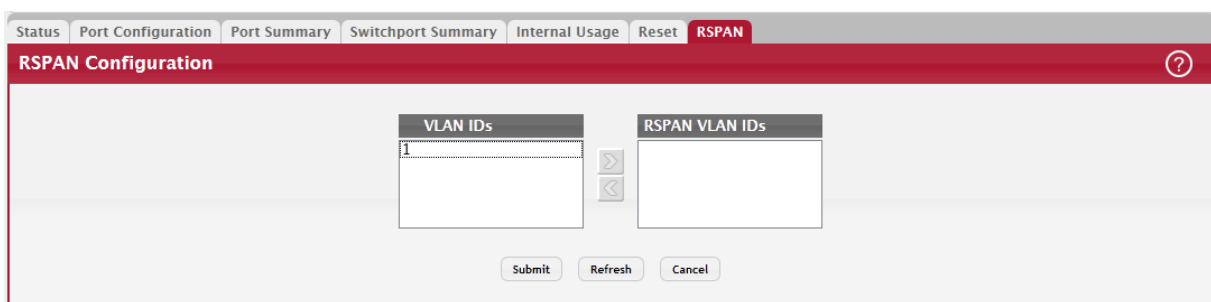 Status Port Configuration Port Summary Switchport Summary Internal Usage Reset RSPAN
RSPAN Configuration ?
VLAN IDs RSPAN VLAN IDs
1
Submit Refresh Cancel